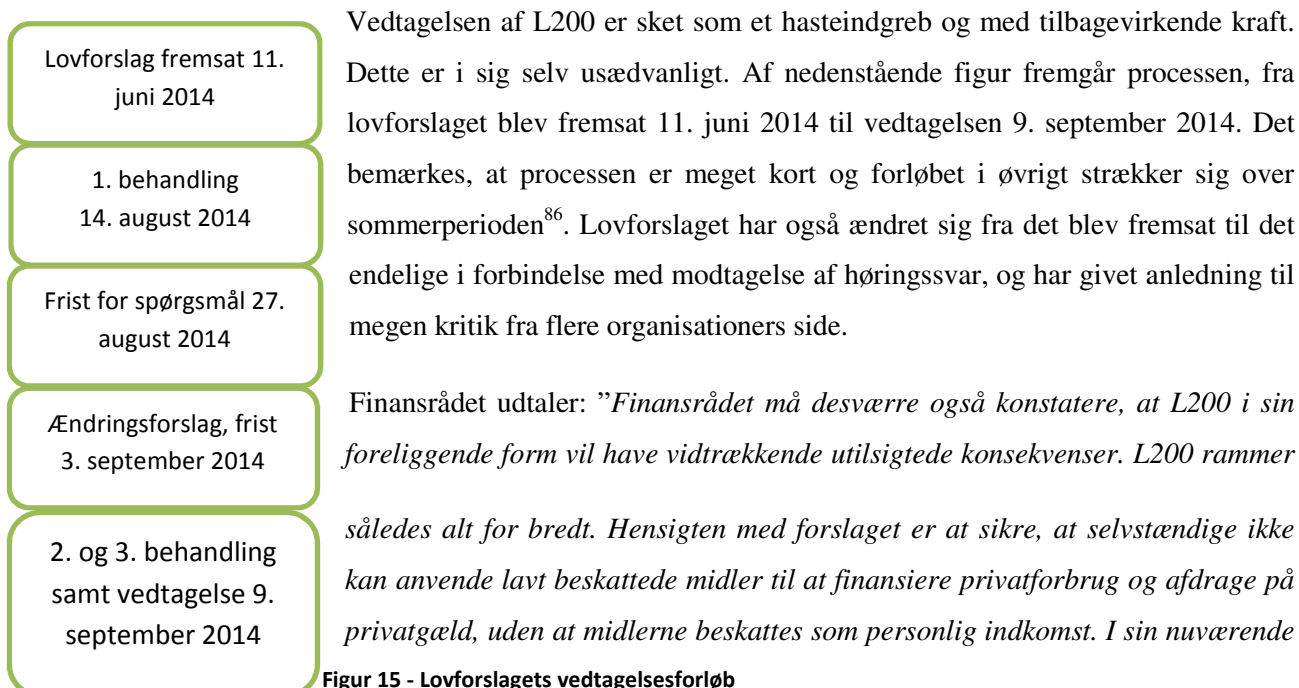 Lovforslag fremsat 11.
juni 2014
1. behandling
14. august 2014
Frist for spørgsmål 27.
august 2014
Ændringsforslag, frist
3. september 2014
2. og 3. behandling
samt vedtagelse 9.
september 2014
Vedtagelsen af L200 er sket som et hasteindgreb og med tilbagevirkende kraft.
Dette er i sig selv usædvanligt. Af nedenstående figur fremgår processen, fra
lovforslaget blev fremsat 11. juni 2014 til vedtagelsen 9. september 2014. Det
bemærkes, at processen er meget kort og forløbet i øvrigt strækker sig over
sommerperioden86. Lovforslaget har også ændret sig fra det blev fremsat til det
endelige i forbindelse med modtagelse af høringssvar, og har givet anledning til
megen kritik fra flere organisationers side.
Finansrådet udtaler: ”Finansrådet må desværre også konstatere, at L200 i sin
foreliggende form vil have vidtrækkende utilsigtede konsekvenser. L200 rammer
således alt for bredt. Hensigten med forslaget er at sikre, at selvstændige ikke
kan anvende lavt beskattede midler til at finansiere privatforbrug og afdrage på
privatgæld, uden at midlerne beskattes som personlig indkomst. I sin nuværende
Figur 15 - Lovforslagets vedtagelsesforløb